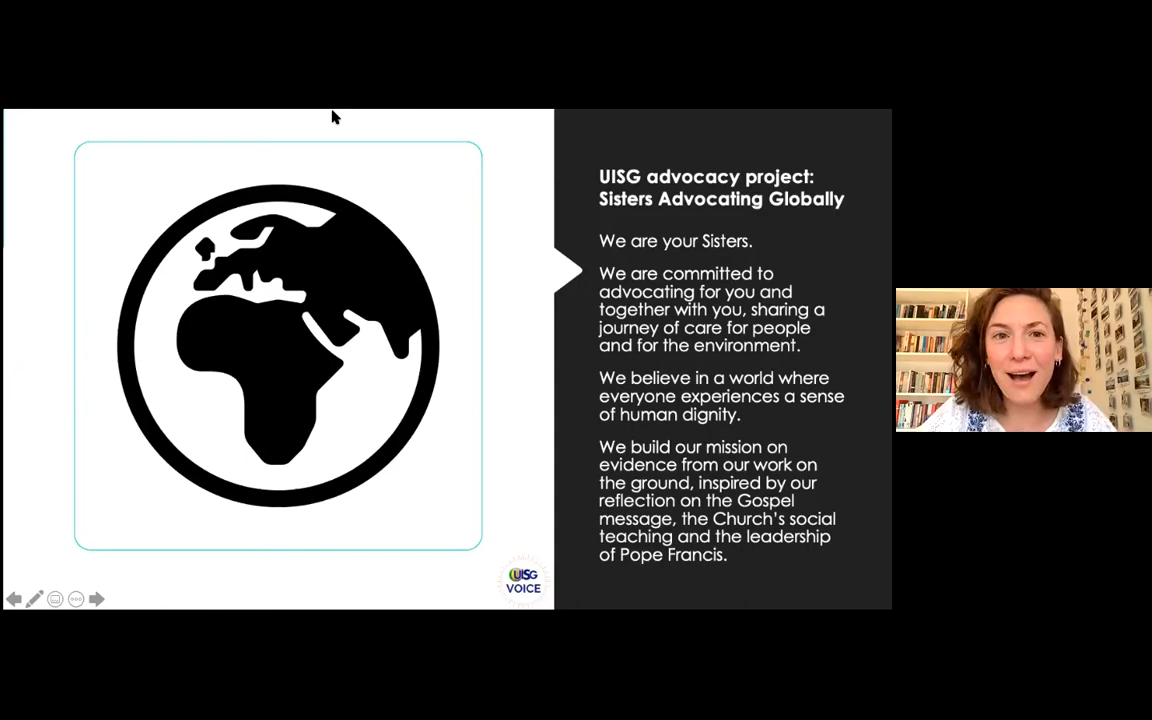 UISG advocacy project:
Sisters Advocating Globally
We are your Sisters.
We are committed to
advocating for you and
together with you, sharing a
journey of care for people
and for the environment.
We believe in a world where
everyone experiences a sense
of human dignity.
We build our mission on
evidence from our work on
the ground, inspired by our
reflection on the Gospel
message, the Church's social
teaching and the leadership
of Pope Francis.
UISG
VOICE